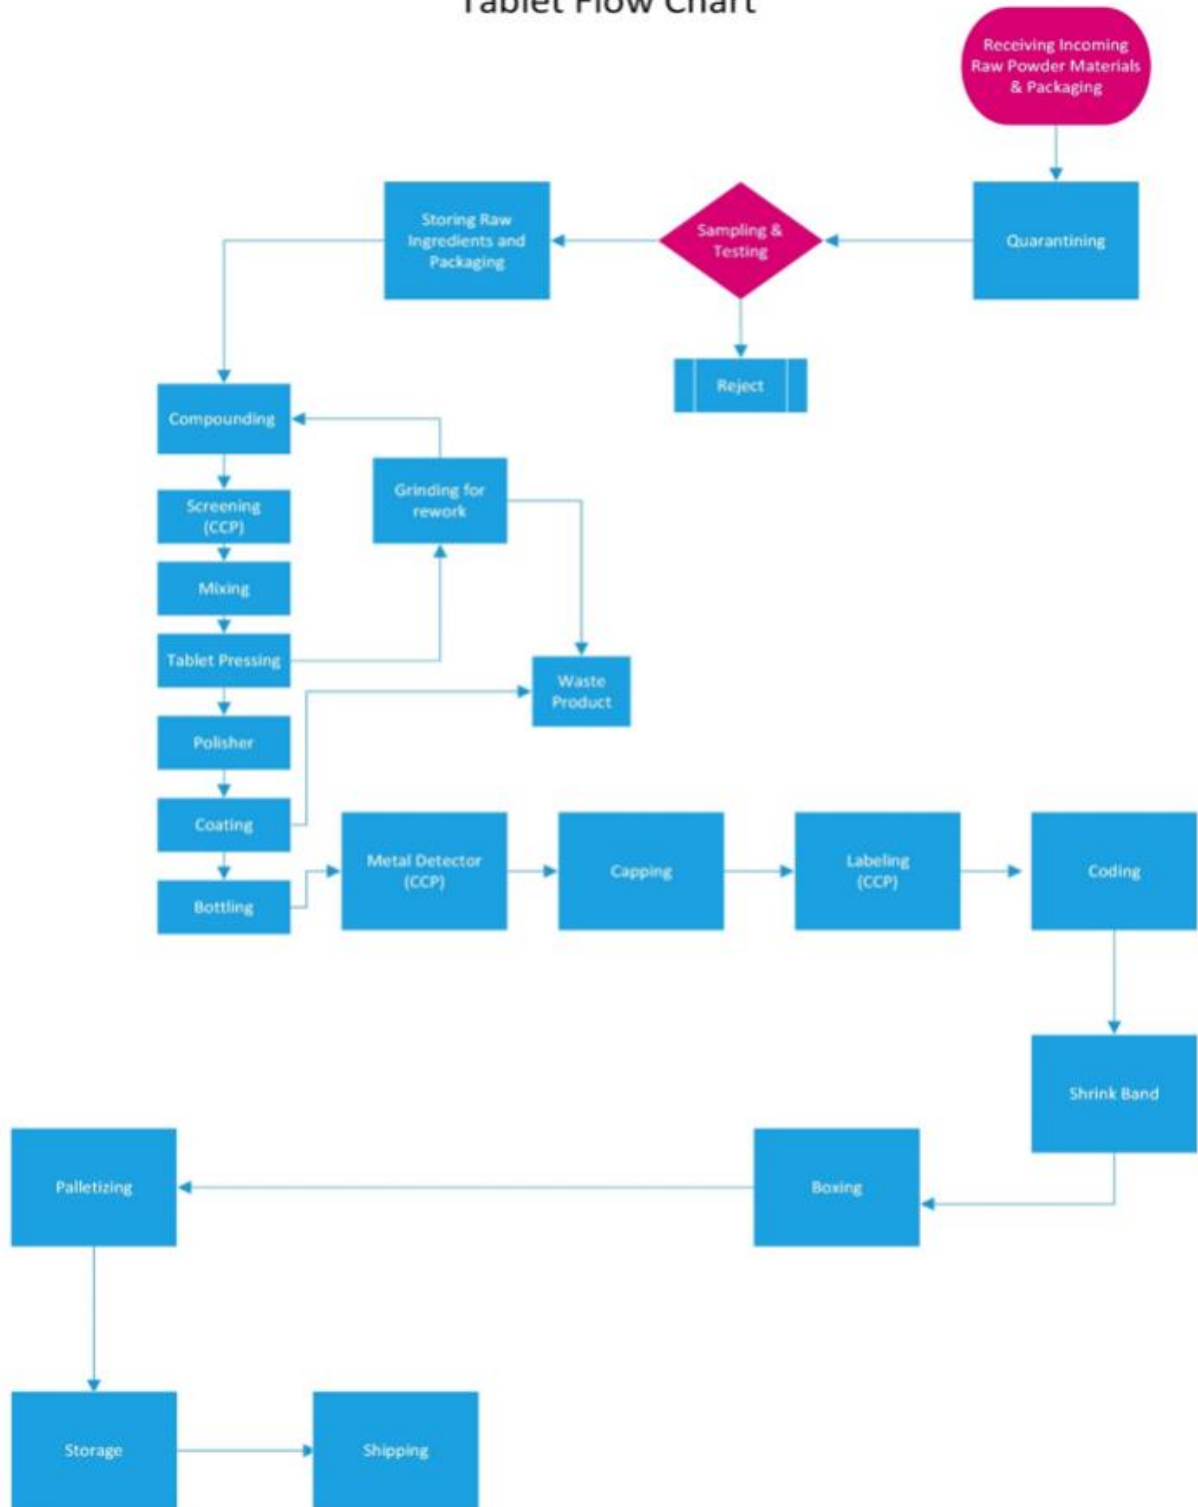 Tablet Flow Chart
Receiving Incoming
Raw Powder Materials
& Packaging
Quarantining
Sampling &
Testing
Storing Raw
Ingredients and
Packaging
Reject
Compounding
Grinding for
rework
Screening
(CCP)
Mixing
Tablet Pressing
Waste
Product
Polisher
Coating
Bottling
Metal Detector
(CCP)
Capping
Labeling
(CCP)
Coding
Shrink Band
Boxing
Palletizing
Storage
Shipping